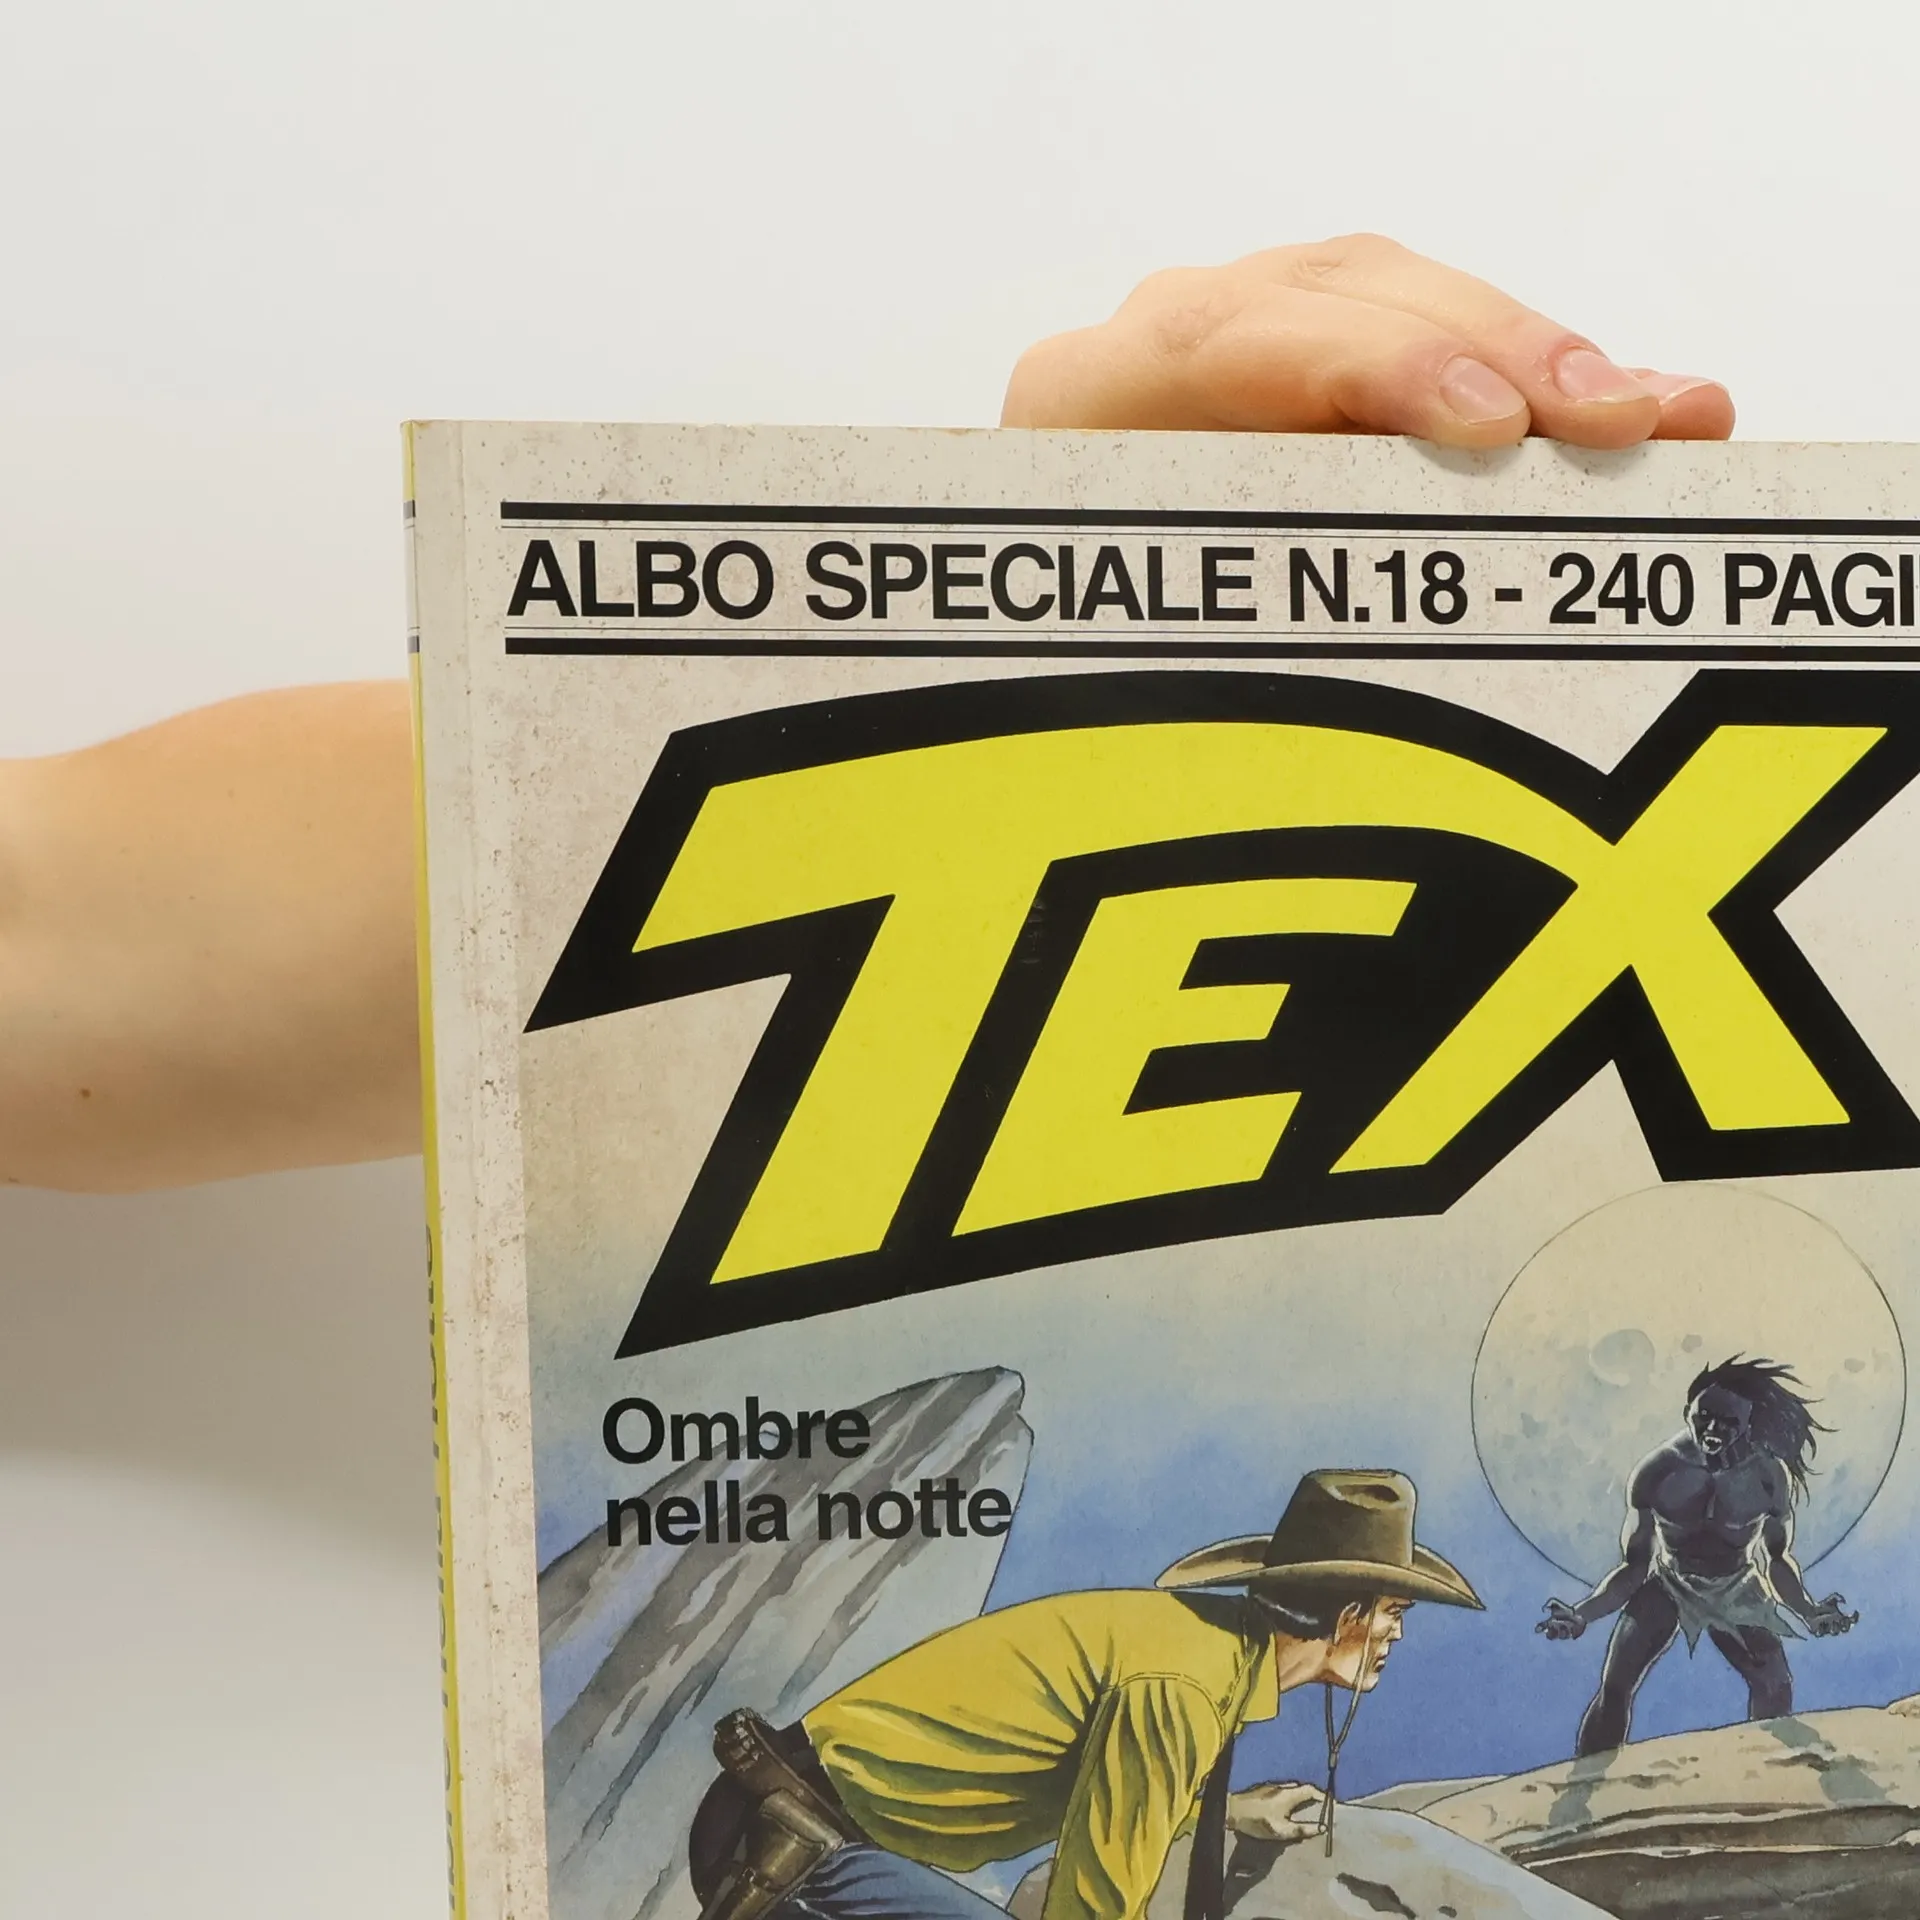 ALBO SPECIALE N.18 - 240 PAGI
TEX
Ombre
nella notte